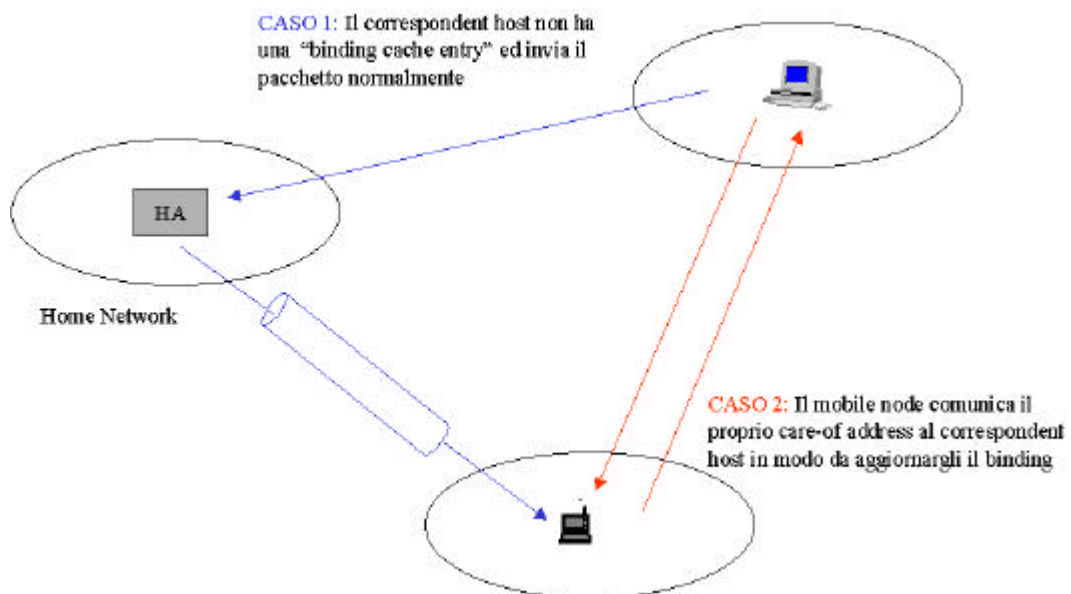 CASO 1: Il correspondent host non ha
una “binding cache entry” ed invia il
pacchetto normalmente
HA
Home Network
CASO 2: Il mobile node comunica il
proprio care-of address al correspondent
host in modo da aggiornargli il binding